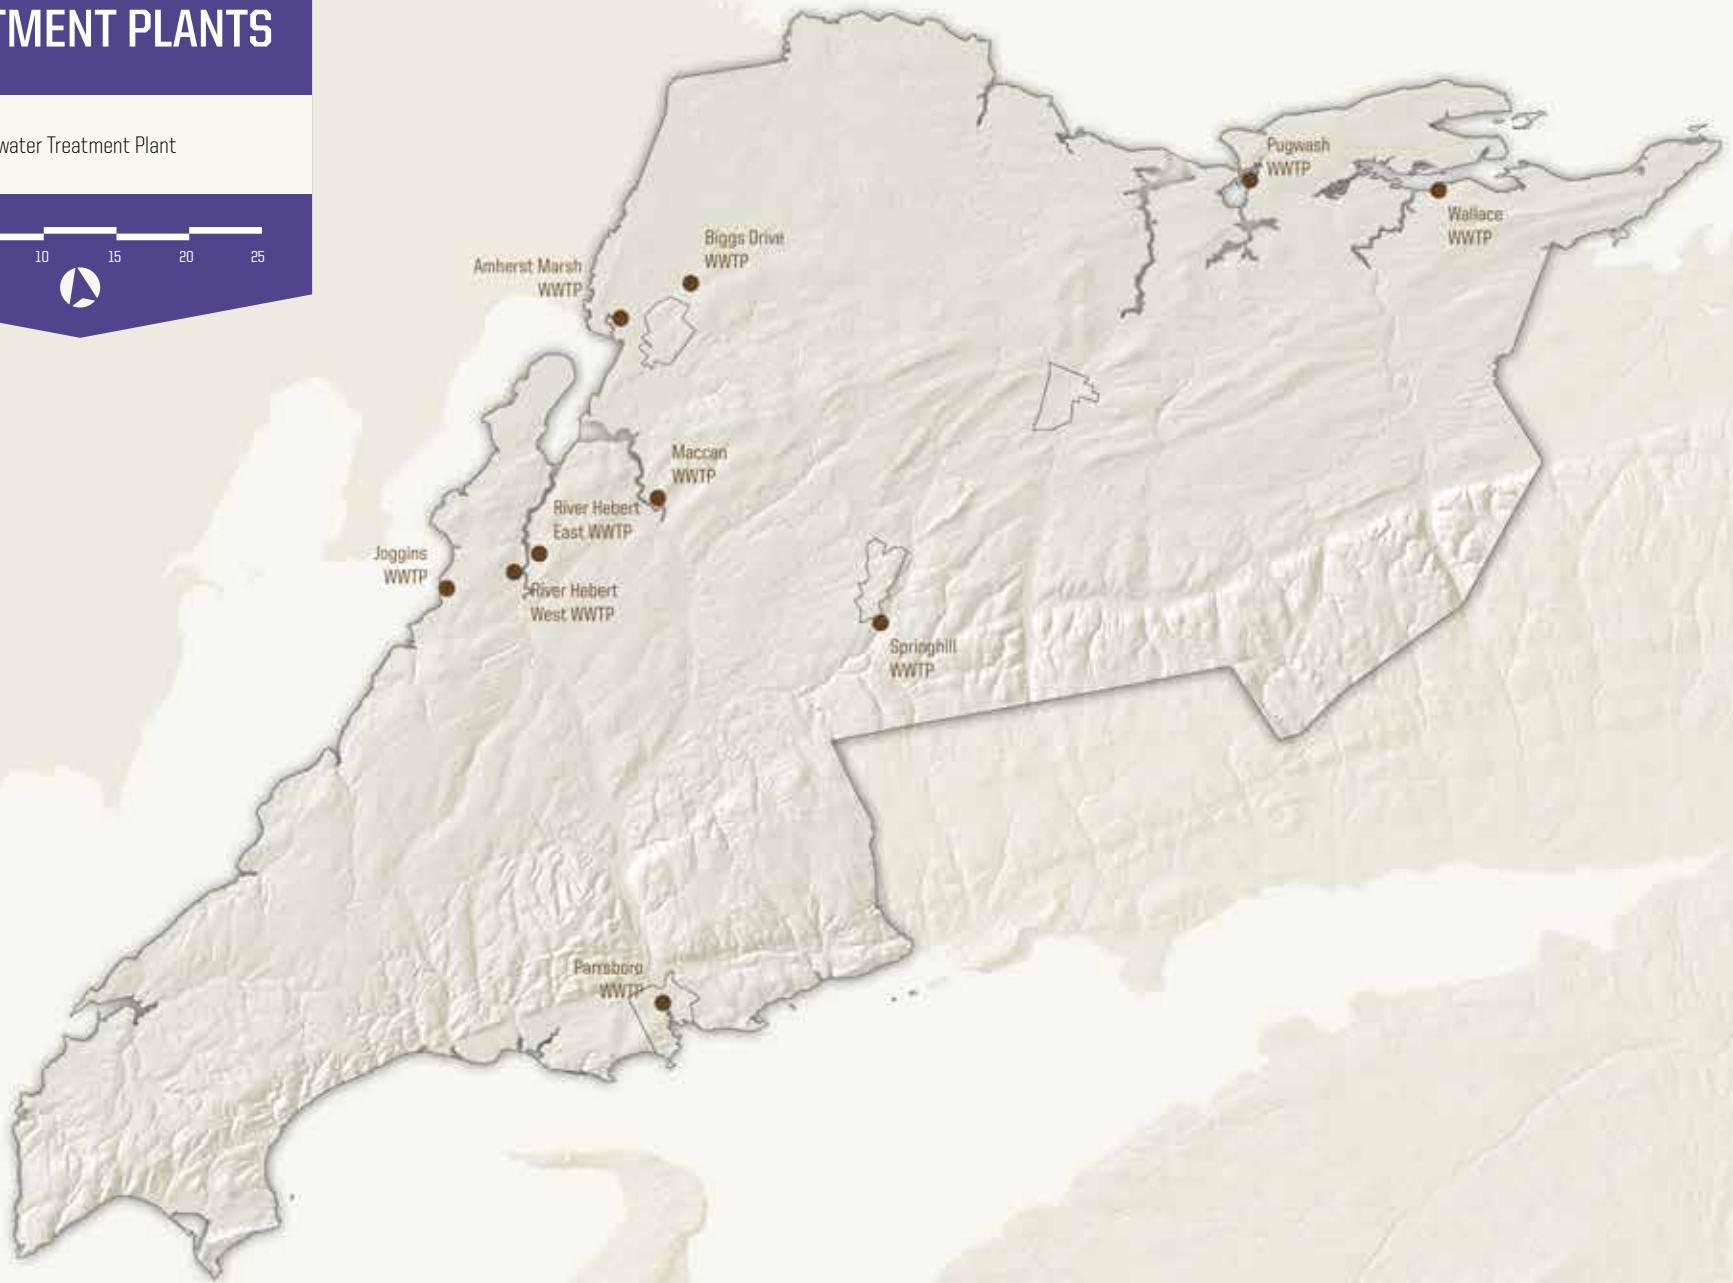 TMENT PLANTS
water Treatment Plant
10 15 20 25
Pugwash
WWTP
Wallace
WWTP
Biggs Drive
WWTP
Amherst Marsh
WWTP
Maccan
WWTP
River Hebert
East WWTP
Joggins
WWTP
River Hebert
West WWTP
Springhill
WWTP
Parrsboro
WWTP